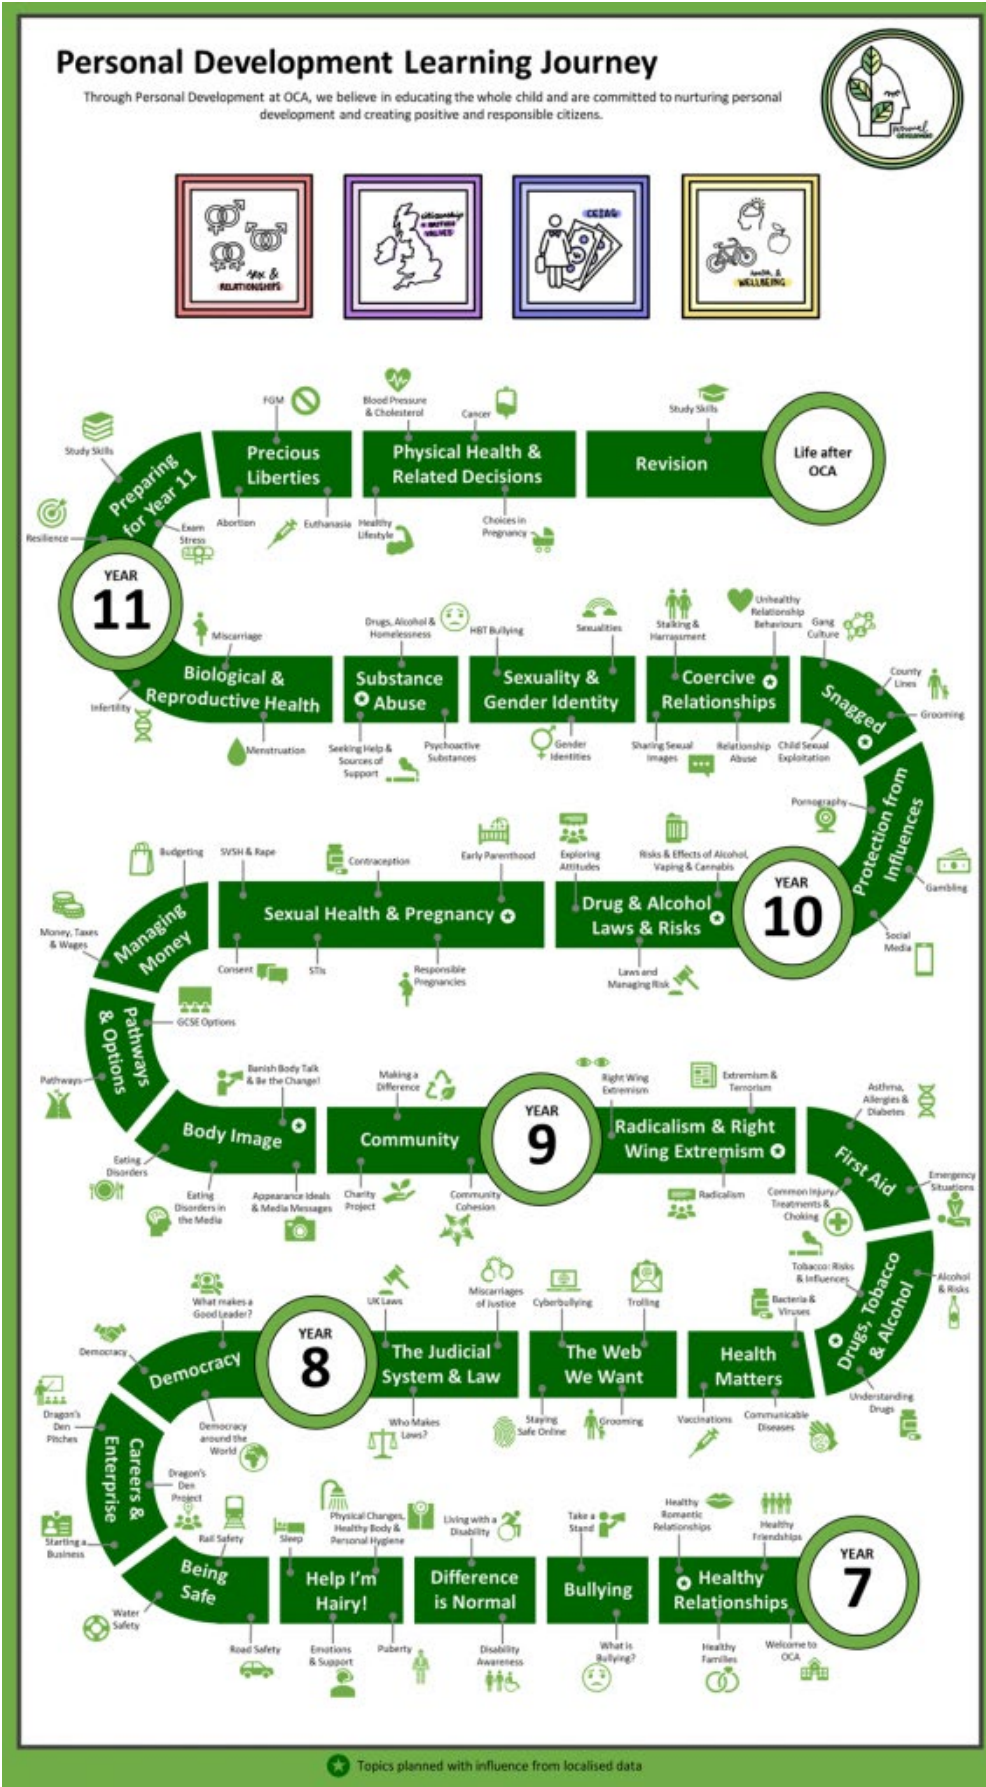 Personal Development Learning Journey
Through Personal Development at OCA, we believe in educating the whole child and are committed to nurturing personal
development and creating positive and responsible citizens.
personal
DEVELOPMENT
sex &
RELATIONSHIPS
citizenship
+ BRITISH
VALUES
CEIAG
health &
WELLBEING
FGM
Blood Pressure
& Cholesterol
Cancer
Study Skills
Study Skills
Preparing
for Year 11
Precious
Liberties
Physical Health &
Related Decisions
Revision
Life after
OCA
Resilience
Exam
Stress
Abortion
Euthanasia
Healthy
Lifestyle
Choices in
Pregnancy
YEAR
11
Miscarriage
Drugs, Alcohol &
Homelessness
HBT Bullying
Sexualities
Stalking &
Harrassment
Unhealthy
Relationship
Behaviours
Gang
Culture
County
Lines
Grooming
Biological &
Reproductive Health
Substance
Abuse
Sexuality &
Gender Identity
Coercive
Relationships
Snagged
Infertility
Menstruation
Seeking Help &
Sources of
Support
Psychoactive
Substances
Gender
Identities
Sharing Sexual
Images
Relationship
Abuse
Child Sexual
Exploitation
Pornography
Protection from
Influences
Gambling
Social
Media
Budgeting
SVSH & Rape
Contraception
Early Parenthood
Exploring
Attitudes
Risks & Effects of Alcohol,
Vaping & Cannabis
Money, Taxes
& Wages
Managing
Money
Sexual Health & Pregnancy
Drug & Alcohol
Laws & Risks
YEAR
10
Consent
STIs
Responsible
Pregnancies
Laws and
Managing Risk
GCSE Options
Pathways
& Options
Pathways
Banish Body Talk
& Be the Change!
Making a
Difference
Right Wing
Extremism
Extremism &
Terrorism
Asthma,
Allergies &
Diabetes
Body Image
Community
YEAR
9
Radicalism & Right
Wing Extremism
First Aid
Eating
Disorders
Eating
Disorders in
the Media
Appearance Ideals
& Media Messages
Charity
Project
Community
Cohesion
Radicalism
Common Injury
Treatments &
Choking
Emergency
Situations
Tobacco: Risks
& Influences
Alcohol
& Risks
Drugs, Tobacco
& Alcohol
Understanding
Drugs
What makes a
Good Leader?
UK Laws
Miscarriages
of Justice
Cyberbullying
Trolling
Bacteria &
Viruses
Democracy
Democracy
YEAR
8
The Judicial
System & Law
The Web
We Want
Health
Matters
Democracy
around the
World
Who Makes
Laws?
Staying
Safe Online
Grooming
Vaccinations
Communicable
Diseases
Dragon's
Den
Pitches
Careers &
Enterprise
Dragon's
Den
Project
Starting a
Business
Rail Safety
Sleep
Physical Changes,
Healthy Body &
Personal Hygiene
Living with a
Disability
Take a
Stand
Healthy
Romantic
Relationships
Healthy
Friendships
Being
Safe
Help I'm
Hairy!
Difference
is Normal
Bullying
Healthy
Relationships
YEAR
7
Water
Safety
Road Safety
Emotions
& Support
Puberty
Disability
Awareness
What is
Bullying?
Healthy
Families
Welcome to
OCA
Topics planned with influence from localised data